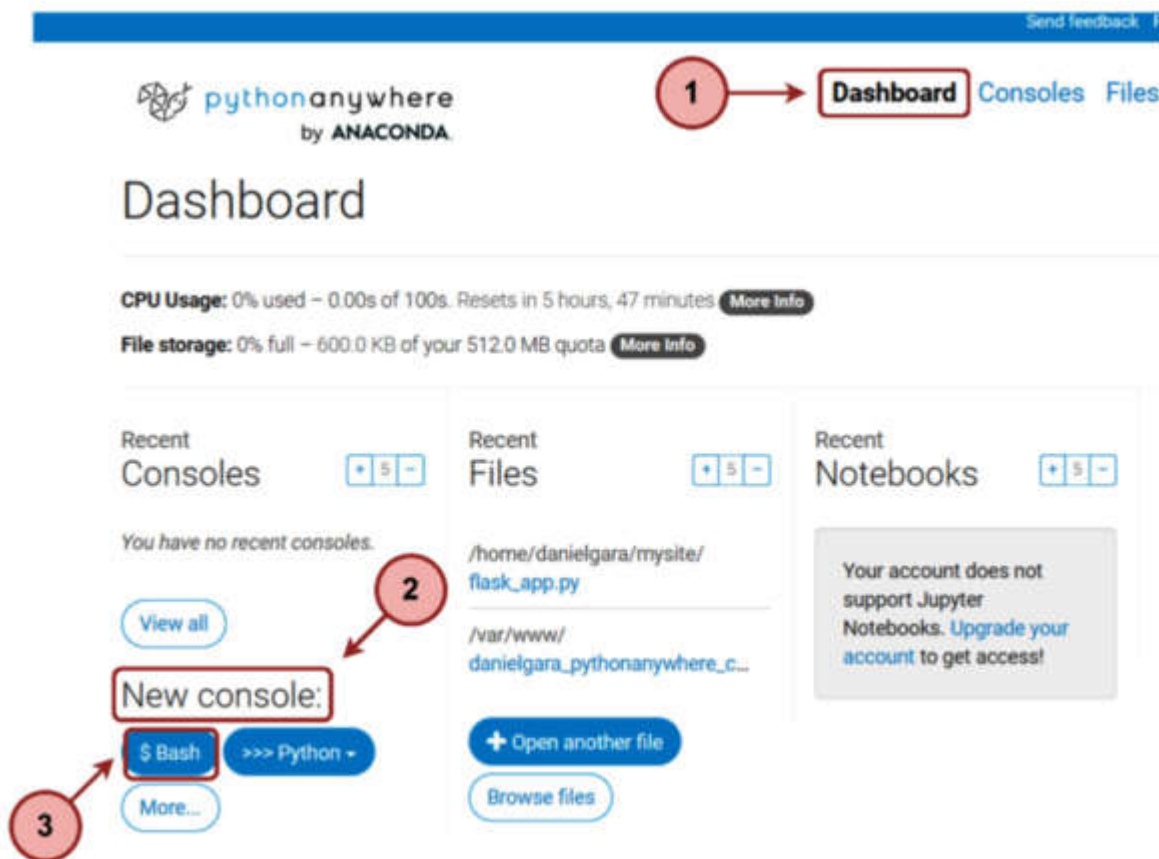 Send feedback
pythonanywhere
by ANACONDA.
1
Dashboard Consoles Files
Dashboard
CPU Usage: 0% used – 0.00s of 100s. Resets in 5 hours, 47 minutes More Info
File storage: 0% full – 600.0 KB of your 512.0 MB quota More Info
Recent
Consoles
+ 5 -
You have no recent consoles.
View all
2
New console:
$ Bash >>> Python
More...
3
Recent
Files
+ 5 -
/home/danielgara/mysite/
flask_app.py
/var/www/
danielgara_pythonanywhere_c...
+ Open another file
Browse files
Recent
Notebooks
+ 5 -
Your account does not
support Jupyter
Notebooks. Upgrade your
account to get access!